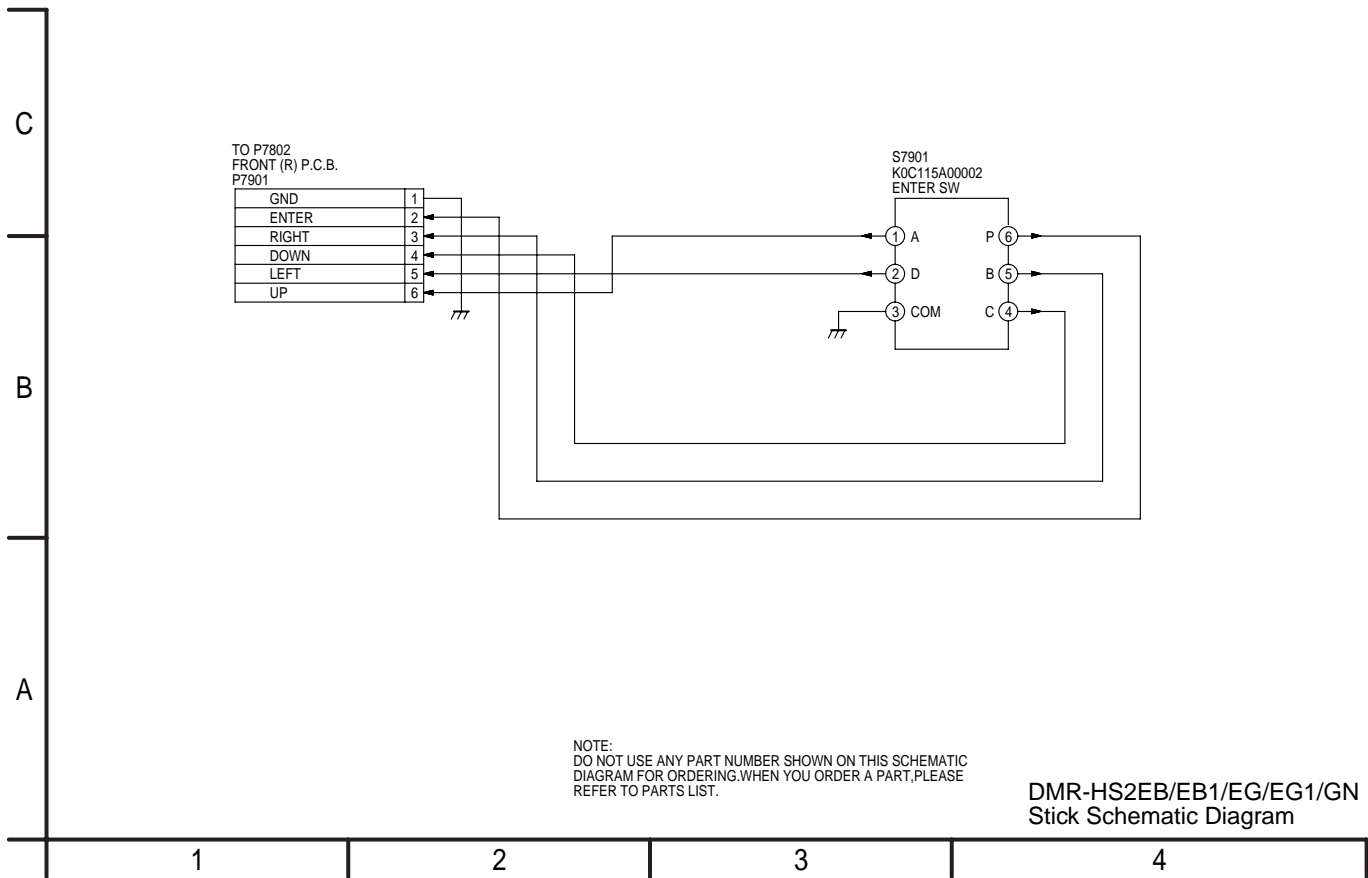 C
TO P7802
FRONT (R) P.C.B.
P7901
GND 1
ENTER 2
RIGHT 3
DOWN 4
LEFT 5
UP 6
S7901
K0C115A00002
ENTER SW
1 A P 6
2 D B 5
3 COM C 4
B
A
NOTE:
DO NOT USE ANY PART NUMBER SHOWN ON THIS SCHEMATIC
DIAGRAM FOR ORDERING.WHEN YOU ORDER A PART,PLEASE
REFER TO PARTS LIST.
DMR-HS2EB/EB1/EG/EG1/GN
Stick Schematic Diagram
1 2 3 4